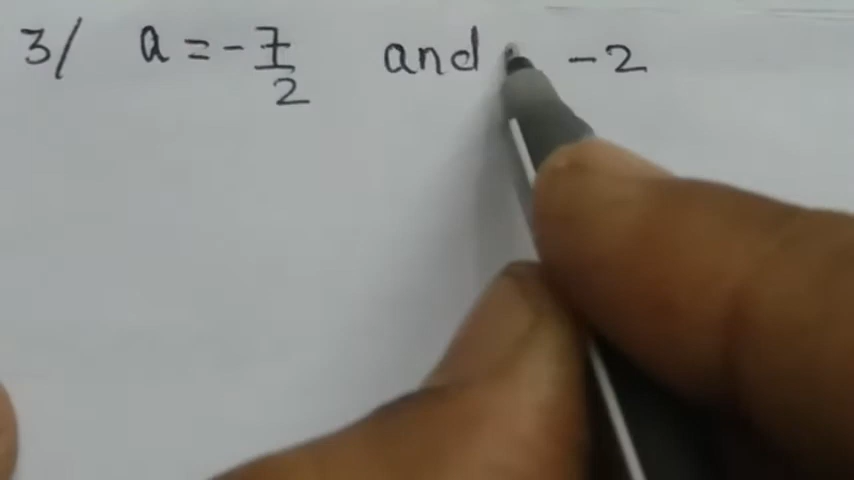 3/ a = -7/2 and -2